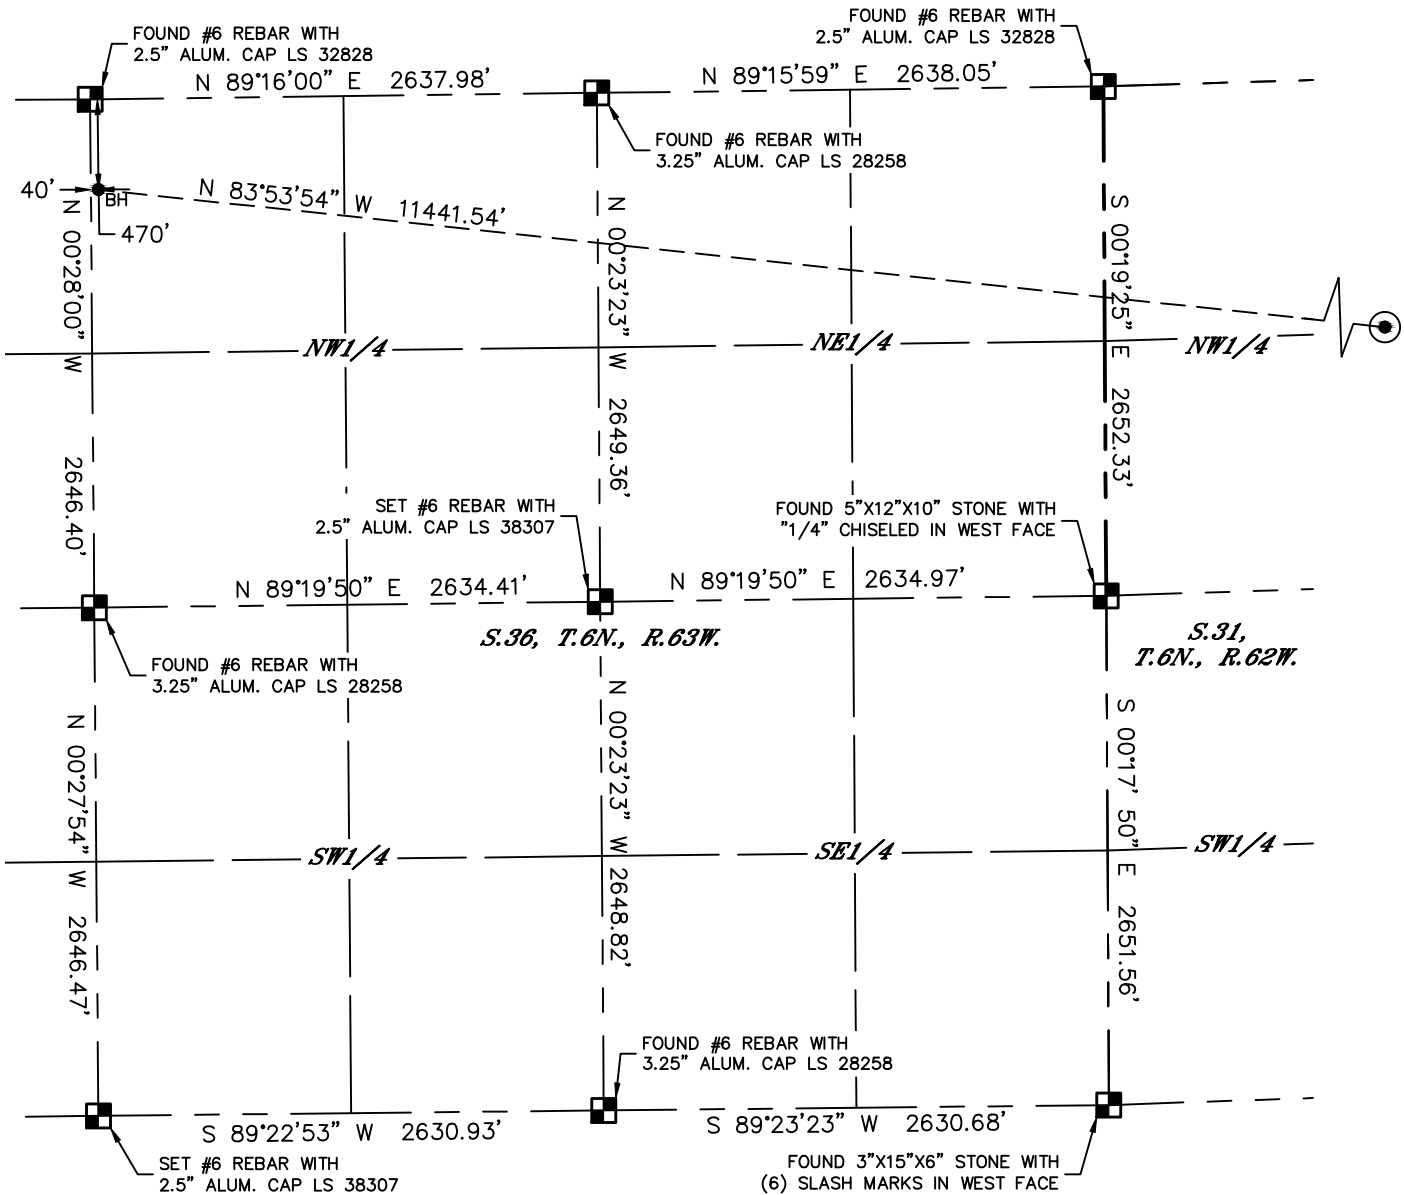 FOUND #6 REBAR WITH
2.5" ALUM. CAP LS 32828
FOUND #6 REBAR WITH
2.5" ALUM. CAP LS 32828
N 89°16'00" E 2637.98'
N 89°15'59" E 2638.05'
FOUND #6 REBAR WITH
3.25" ALUM. CAP LS 28258
40'
BH
470'
N 83°53'54" W 11441.54'
N 00°28'00" W 2646.40'
N 00°23'23" W 2649.36'
S 00°19'25" E 2652.33'
NW1/4
NE1/4
NW1/4
SET #6 REBAR WITH
2.5" ALUM. CAP LS 38307
FOUND 5"X12"X10" STONE WITH
"1/4" CHISELED IN WEST FACE
N 89°19'50" E 2634.41'
N 89°19'50" E 2634.97'
S.36, T.6N., R.63W.
S.31,
T.6N., R.62W.
FOUND #6 REBAR WITH
3.25" ALUM. CAP LS 28258
N 00°27'54" W 2646.47'
N 00°23'23" W 2648.82'
S 00°17' 50" E 2651.56'
SW1/4
SE1/4
SW1/4
FOUND #6 REBAR WITH
3.25" ALUM. CAP LS 28258
S 89°22'53" W 2630.93'
S 89°23'23" W 2630.68'
SET #6 REBAR WITH
2.5" ALUM. CAP LS 38307
FOUND 3"X15"X6" STONE WITH
(6) SLASH MARKS IN WEST FACE